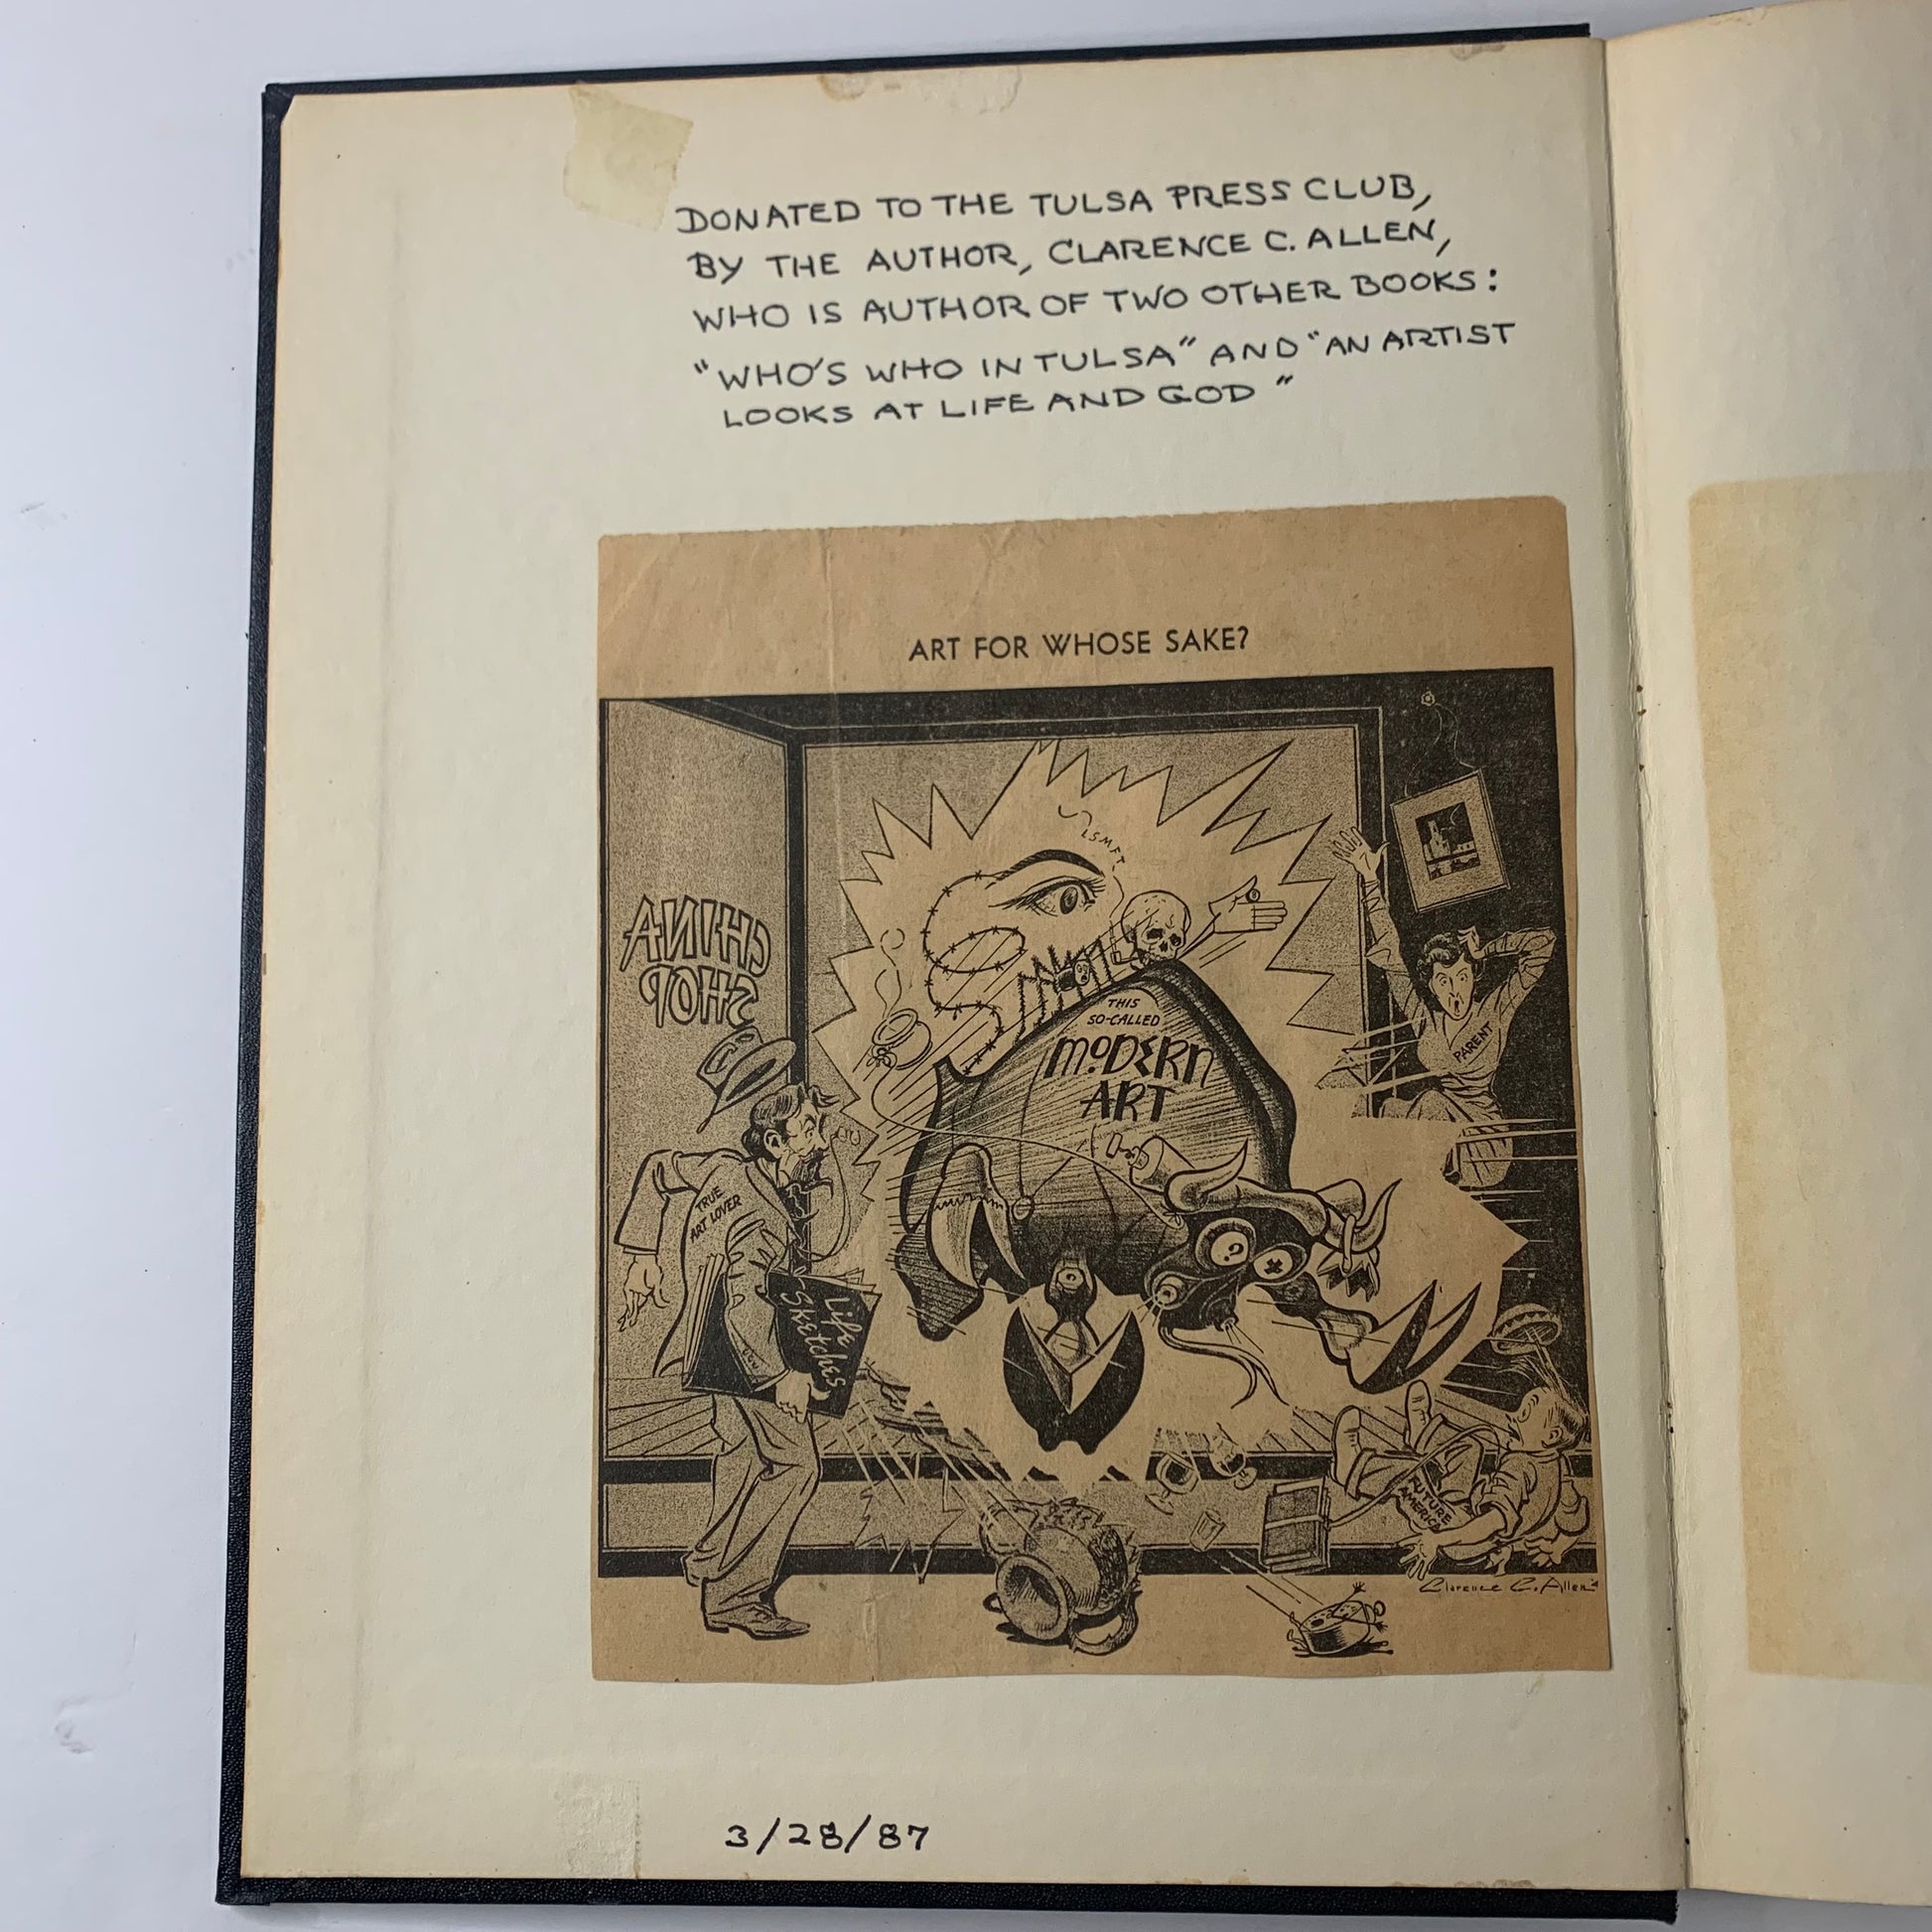 DONATED TO THE TULSA PRESS CLUB,
BY THE AUTHOR, CLARENCE C. ALLEN,
WHO IS AUTHOR OF TWO OTHER BOOKS:
"WHO'S WHO IN TULSA" AND "AN ARTIST
LOOKS AT LIFE AND GOD"
ART FOR WHOSE SAKE?
LSMFT
CHINA
SHOP
THIS
SO-CALLED
MODERN
ART
PARENT
TRUE
ART LOVER
?
Life
Sketches
FUTURE
AMERICA
Clarence C. Allen
3/28/87